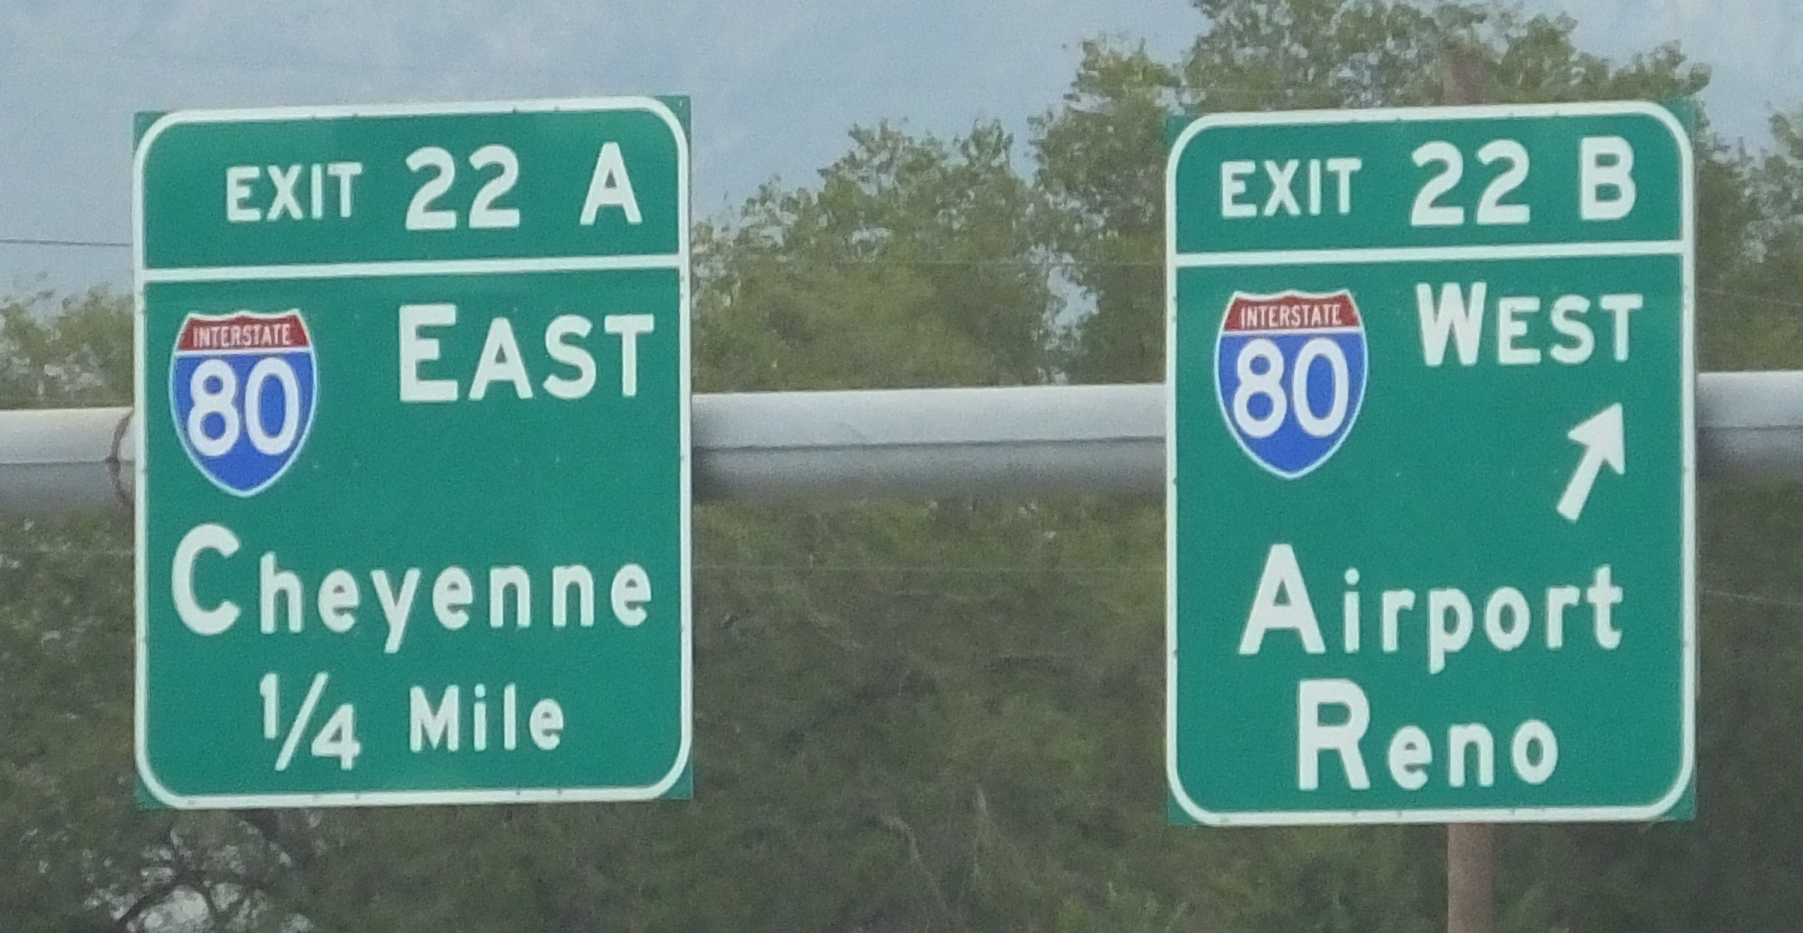 EXIT 22 A
INTERSTATE
80
EAST
Cheyenne
1/4 Mile
EXIT 22 B
INTERSTATE
80
WEST
Airport
Reno